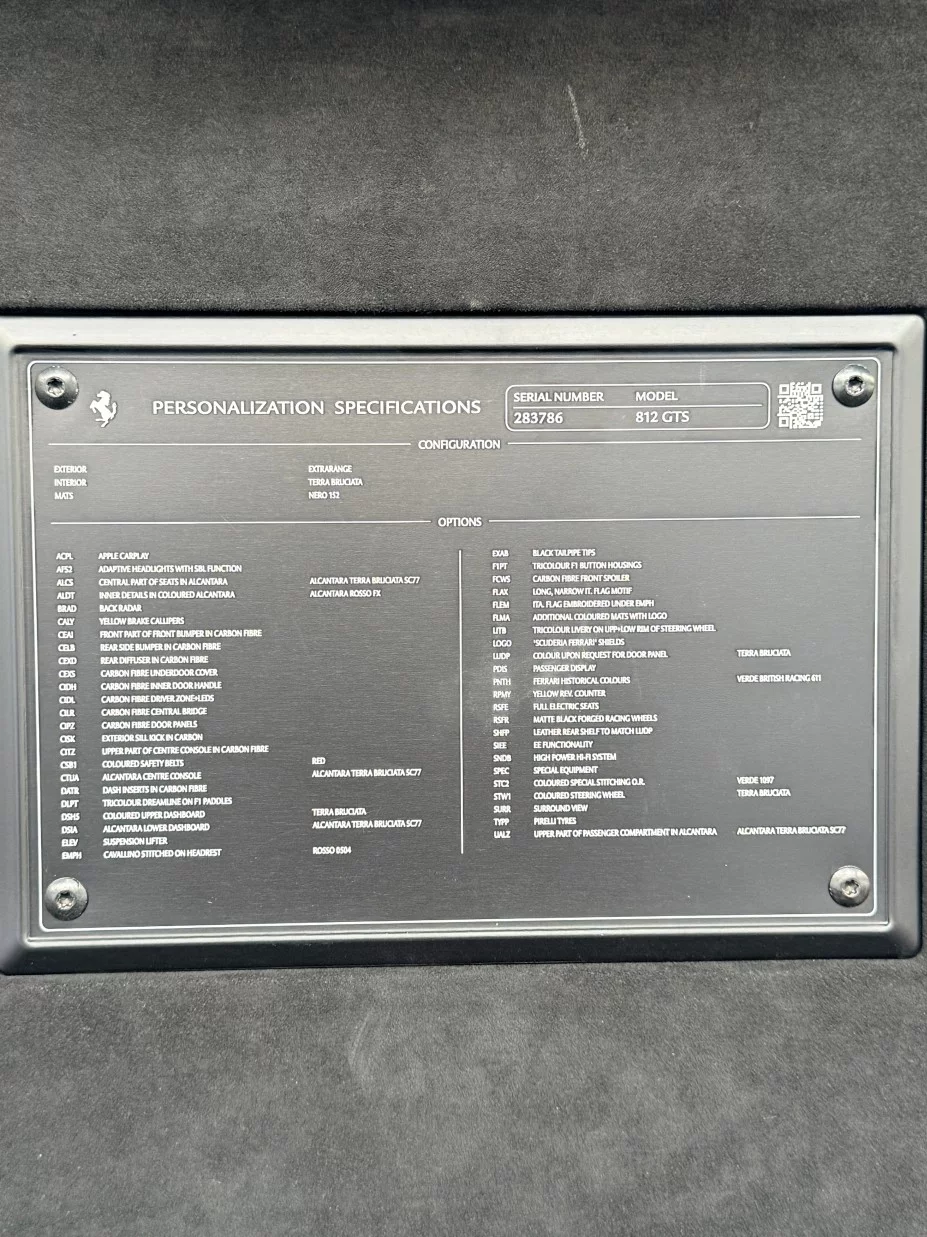 PERSONALIZATION SPECIFICATIONS
SERIAL NUMBER MODEL
283786 812 GTS
CONFIGURATION
EXTERIOR EXTRARANGE
INTERIOR TERRA BRUCIATA
MATS NERO 152
OPTIONS
ACPL APPLE CARPLAY
AFS2 ADAPTIVE HEADLIGHTS WITH SBL FUNCTION
ALCS CENTRAL PART OF SEATS IN ALCANTARA ALCANTARA TERRA BRUCIATA SC77
ALDT INNER DETAILS IN COLOURED ALCANTARA ALCANTARA ROSSO FX
BRAD BACK RADAR
CALY YELLOW BRAKE CALLIPERS
CEA1 FRONT PART OF FRONT BUMPER IN CARBON FIBRE
CELB REAR SIDE BUMPER IN CARBON FIBRE
CEXD REAR DIFFUSER IN CARBON FIBRE
CEXS CARBON FIBRE UNDERDOOR COVER
CIDH CARBON FIBRE INNER DOOR HANDLE
CIDL CARBON FIBRE DRIVER ZONE+LEDS
CILR CARBON FIBRE CENTRAL BRIDGE
CIPZ CARBON FIBRE DOOR PANELS
CISK EXTERIOR SILL KICK IN CARBON
CITZ UPPER PART OF CENTRE CONSOLE IN CARBON FIBRE
CSB1 COLOURED SAFETY BELTS RED
CTUA ALCANTARA CENTRE CONSOLE ALCANTARA TERRA BRUCIATA SC77
DATR DASH INSERTS IN CARBON FIBRE
DLPT TRICOLOUR DREAMLINE ON F1 PADDLES
DSH5 COLOURED UPPER DASHBOARD TERRA BRUCIATA
DSIA ALCANTARA LOWER DASHBOARD ALCANTARA TERRA BRUCIATA SC77
ELEV SUSPENSION LIFTER
EMPH CAVALLINO STITCHED ON HEADREST ROSSO 0504
EXAB BLACK TAILPIPE TIPS
F1PT TRICOLOUR F1 BUTTON HOUSINGS
FCWS CARBON FIBRE FRONT SPOILER
FLAX LONG, NARROW IT. FLAG MOTIF
FLEM ITA. FLAG EMBROIDERED UNDER EMPH
FLMA ADDITIONAL COLOURED MATS WITH LOGO
LITB TRICOLOUR LIVERY ON UPP+LOW RIM OF STEERING WHEEL
LOGO "SCUDERIA FERRARI" SHIELDS
LUDP COLOUR UPON REQUEST FOR DOOR PANEL TERRA BRUCIATA
PDIS PASSENGER DISPLAY
PNTH FERRARI HISTORICAL COLOURS VERDE BRITISH RACING 611
RPMY YELLOW REV. COUNTER
RSFE FULL ELECTRIC SEATS
RSFR MATTE BLACK FORGED RACING WHEELS
SHFP LEATHER REAR SHELF TO MATCH LUDP
SIEE EE FUNCTIONALITY
SNDB HIGH POWER HI-FI SYSTEM
SPEC SPECIAL EQUIPMENT
STC2 COLOURED SPECIAL STITCHING O.R. VERDE 1097
STW1 COLOURED STEERING WHEEL TERRA BRUCIATA
SURR SURROUND VIEW
TYPP PIRELLI TYRES
UALZ UPPER PART OF PASSENGER COMPARTMENT IN ALCANTARA ALCANTARA TERRA BRUCIATA SC77